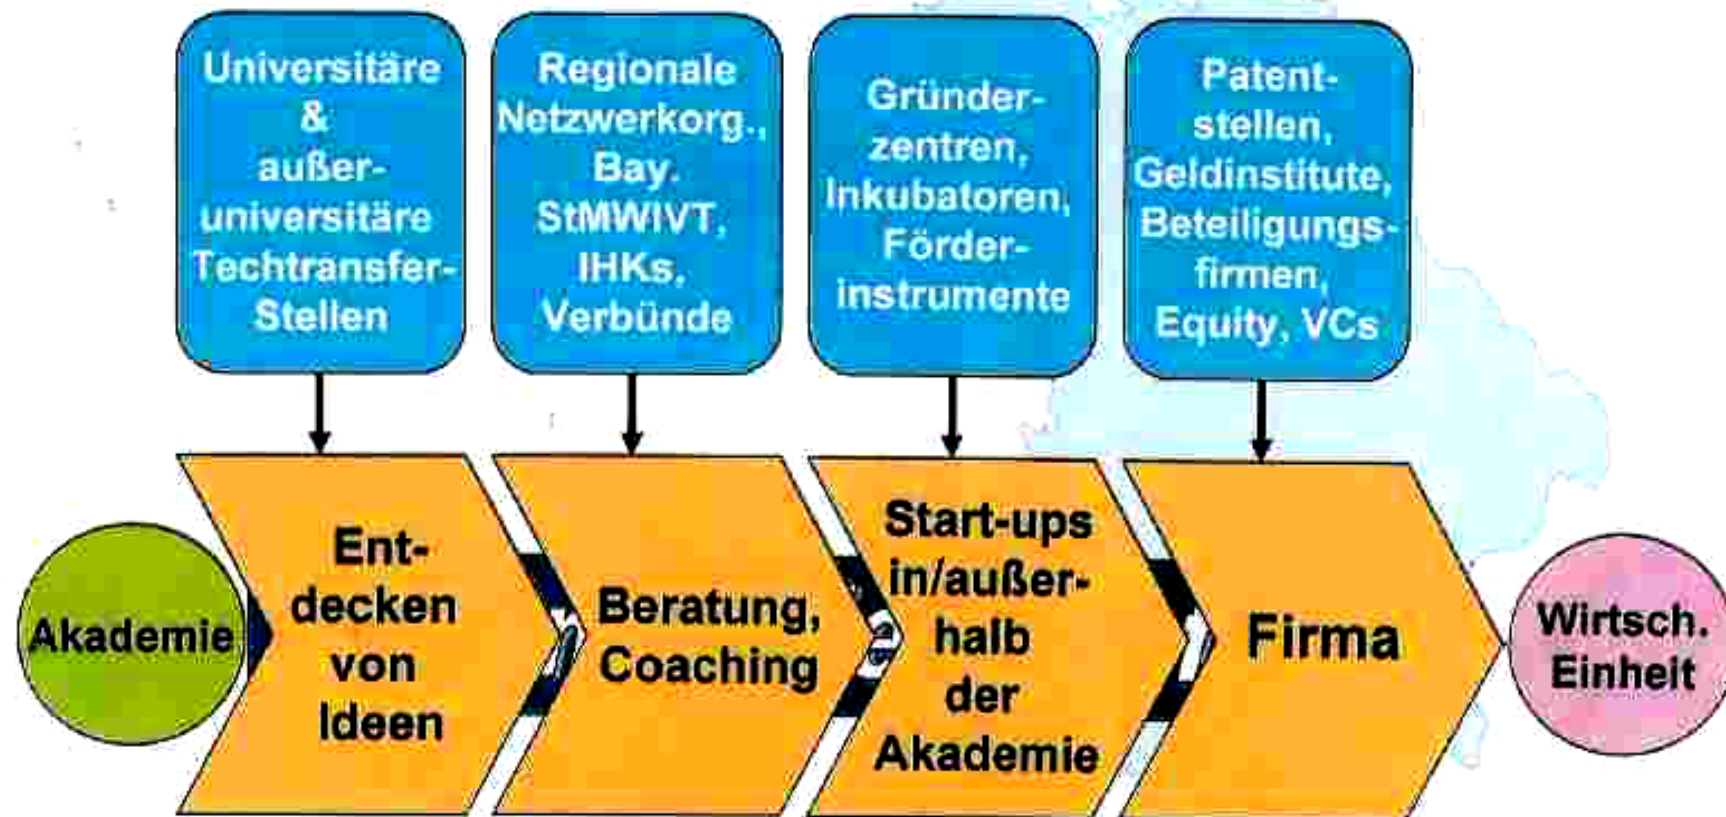 Universitäre
&
außer-
universitäre
Techtransfer-
Stellen
Regionale
Netzwerkorg.,
Bay.
StMWIVT,
IHKs,
Verbünde
Gründer-
zentren,
Inkubatoren,
Förder-
instrumente
Patent-
stellen,
Geldinstitute,
Beteiligungs-
firmen,
Equity, VCs
Akademie
Ent-
decken
von
Ideen
Beratung,
Coaching
Start-ups
in/außer-
halb
der
Akademie
Firma
Wirtsch.
Einheit